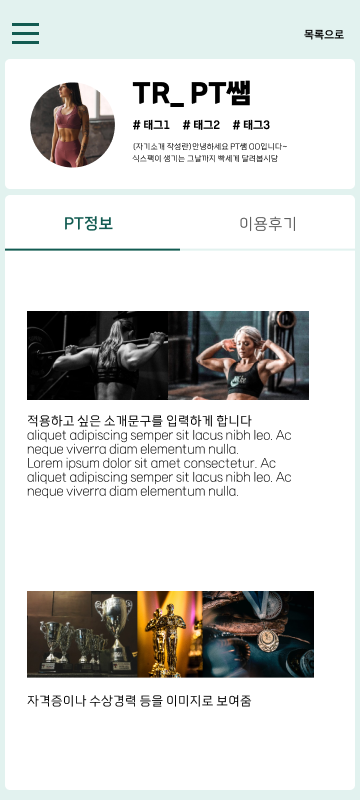 목록으로
TR_ PT쌤
# 태그1 # 태그2 # 태그3
(자기소개 작성란)안녕하세요 PT쌤 OO입니다~
식스팩이 생기는 그날까지 빡세게 달려봅시당
PT정보 이용후기
적용하고 싶은 소개문구를 입력하게 합니다
aliquet adipiscing semper sit lacus nibh leo. Ac
neque viverra diam elementum nulla.
Lorem ipsum dolor sit amet consectetur. Ac
aliquet adipiscing semper sit lacus nibh leo. Ac
neque viverra diam elementum nulla.
자격증이나 수상경력 등을 이미지로 보여줌